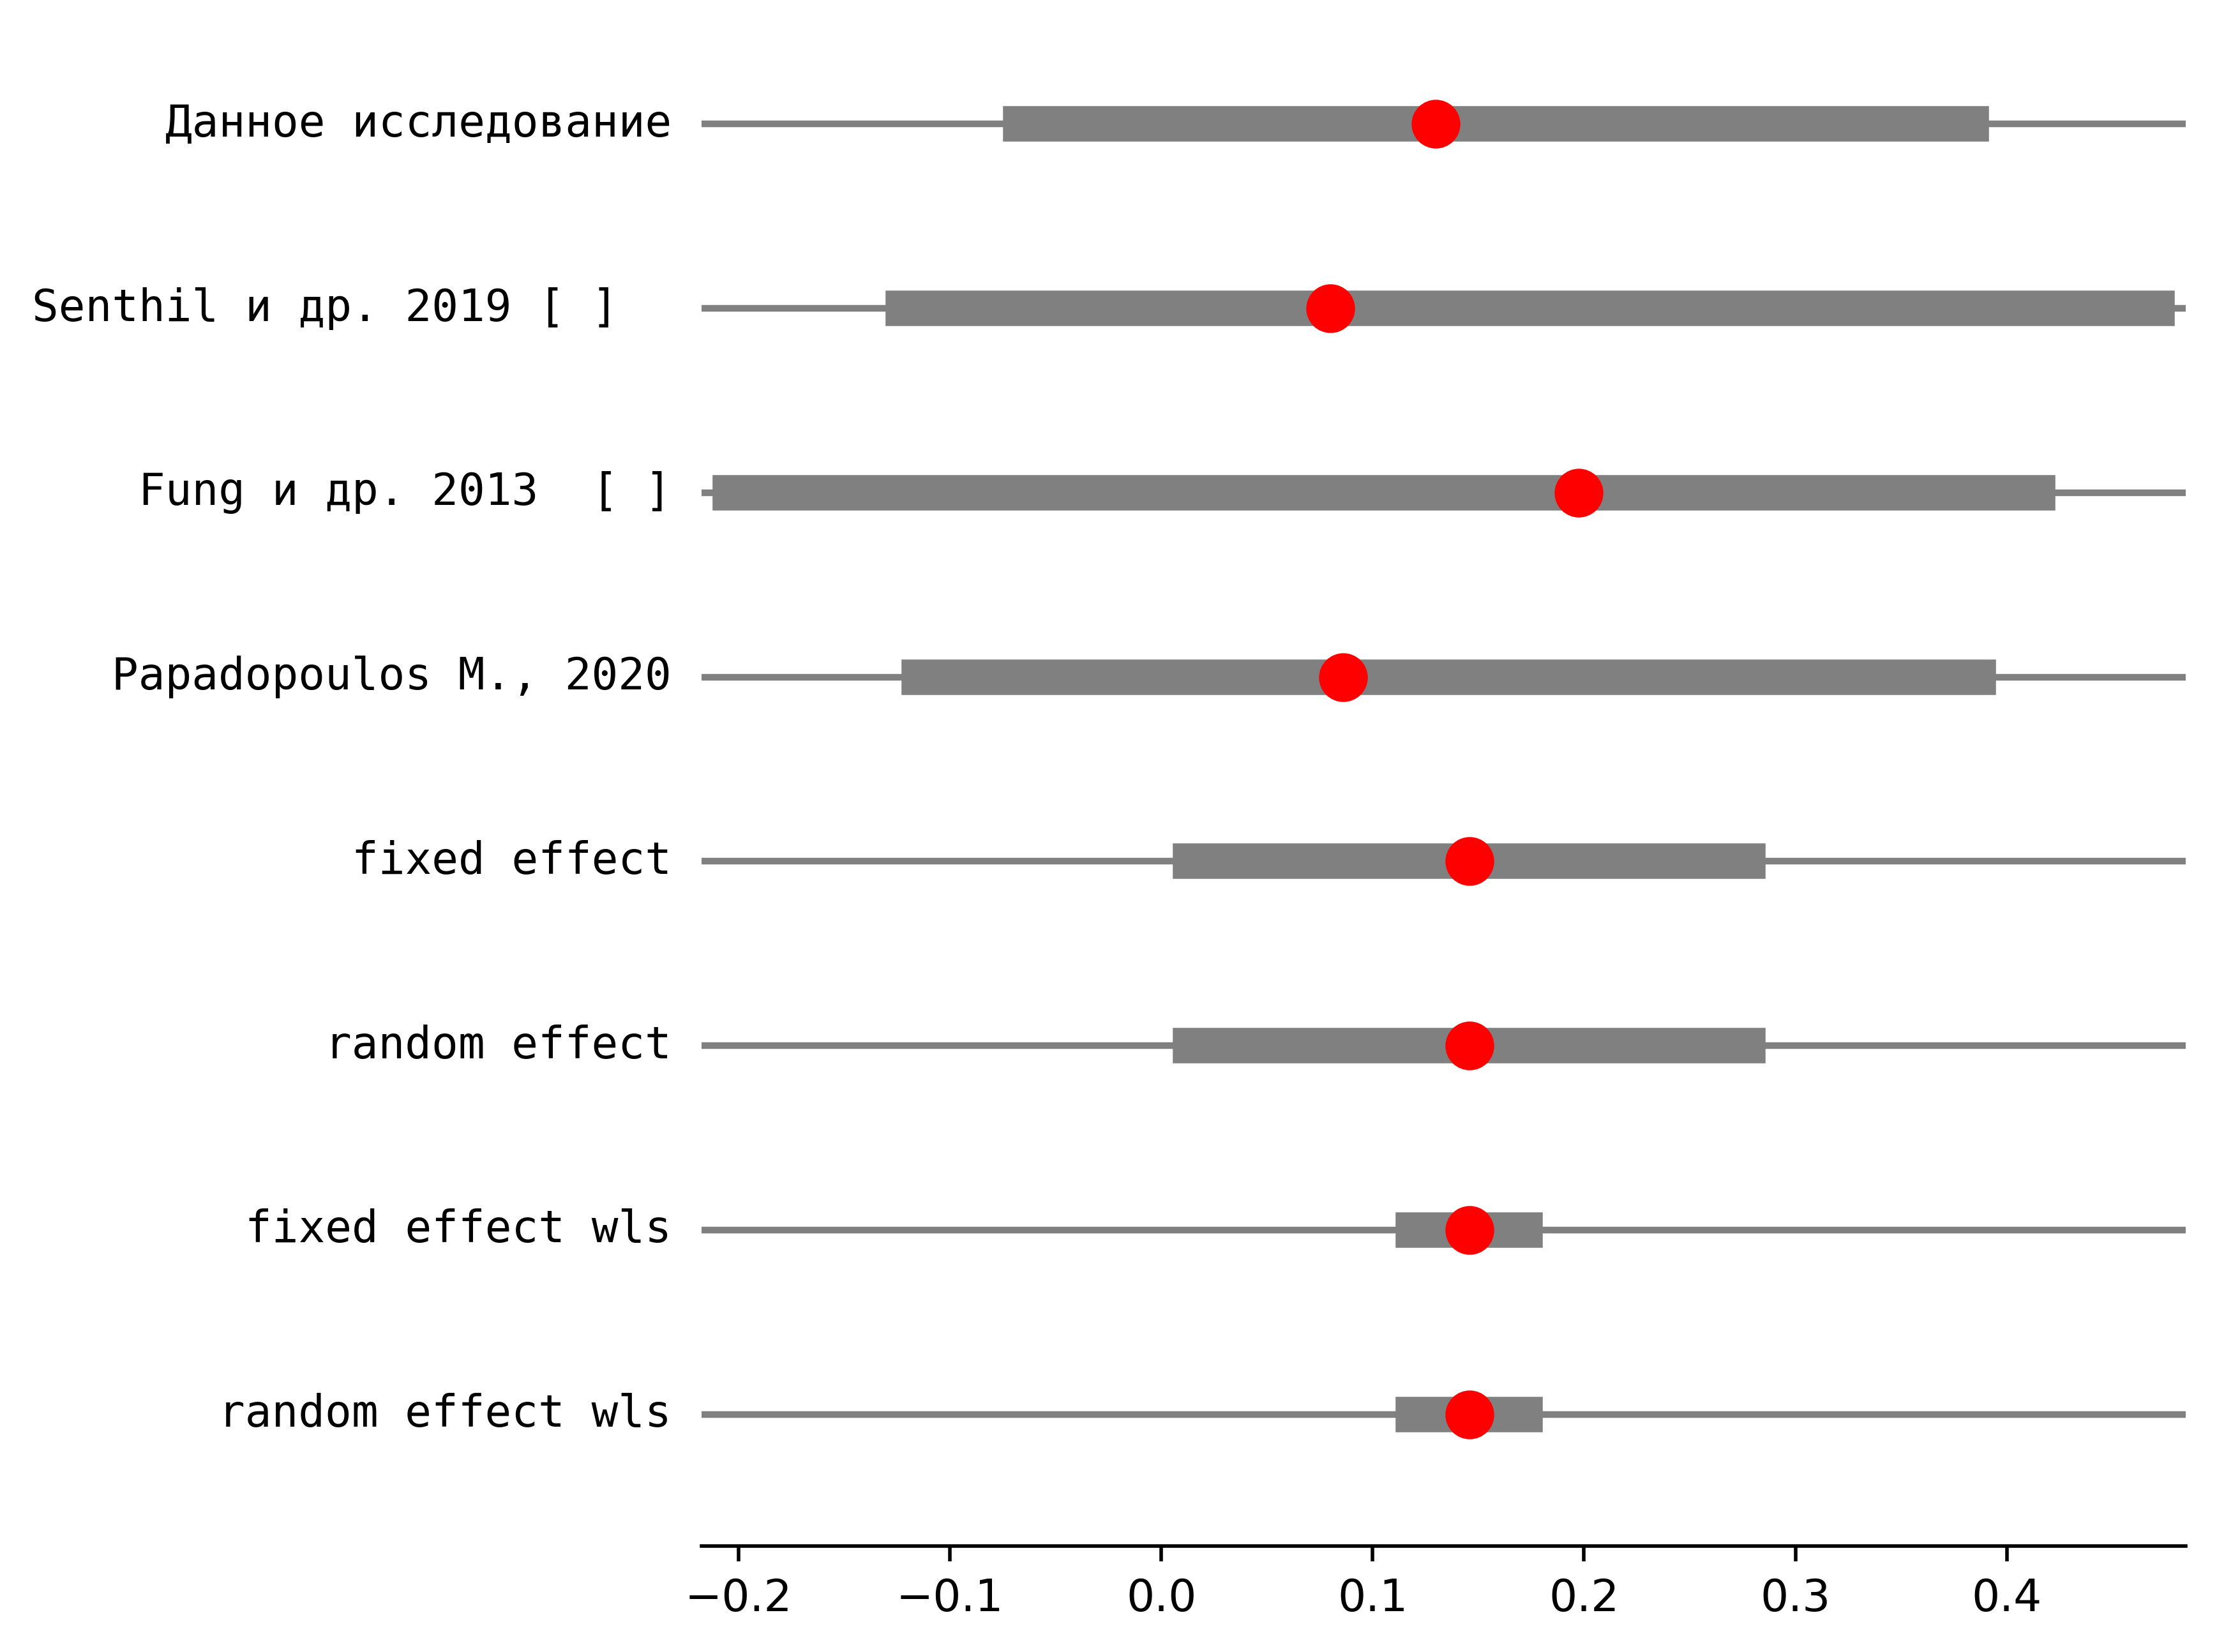 Данное исследование
Senthil и др. 2019 [ ]
Fung и др. 2013  [ ]
Papadopoulos M., 2020
fixed effect
random effect
fixed effect wls
random effect wls
−0.2 −0.1 0.0 0.1 0.2 0.3 0.4